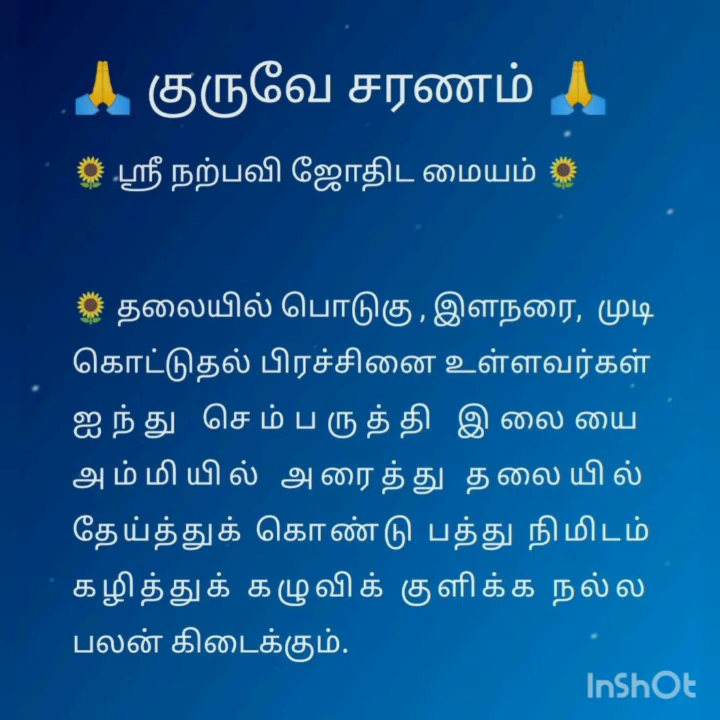 🙏 குருவே சரணம் 🙏
🌻 ஸ்ரீ நற்பவி ஜோதிட மையம் 🌻
🌻 தலையில் பொடுகு , இளநரை, முடி
கொட்டுதல் பிரச்சினை உள்ளவர்கள்
ஐந்து செம்பருத்தி இலையை
அம்மியில் அரைத்து தலையில்
தேய்த்துக் கொண்டு பத்து நிமிடம்
கழித்துக் கழுவிக் குளிக்க நல்ல
பலன் கிடைக்கும்.
InShOt